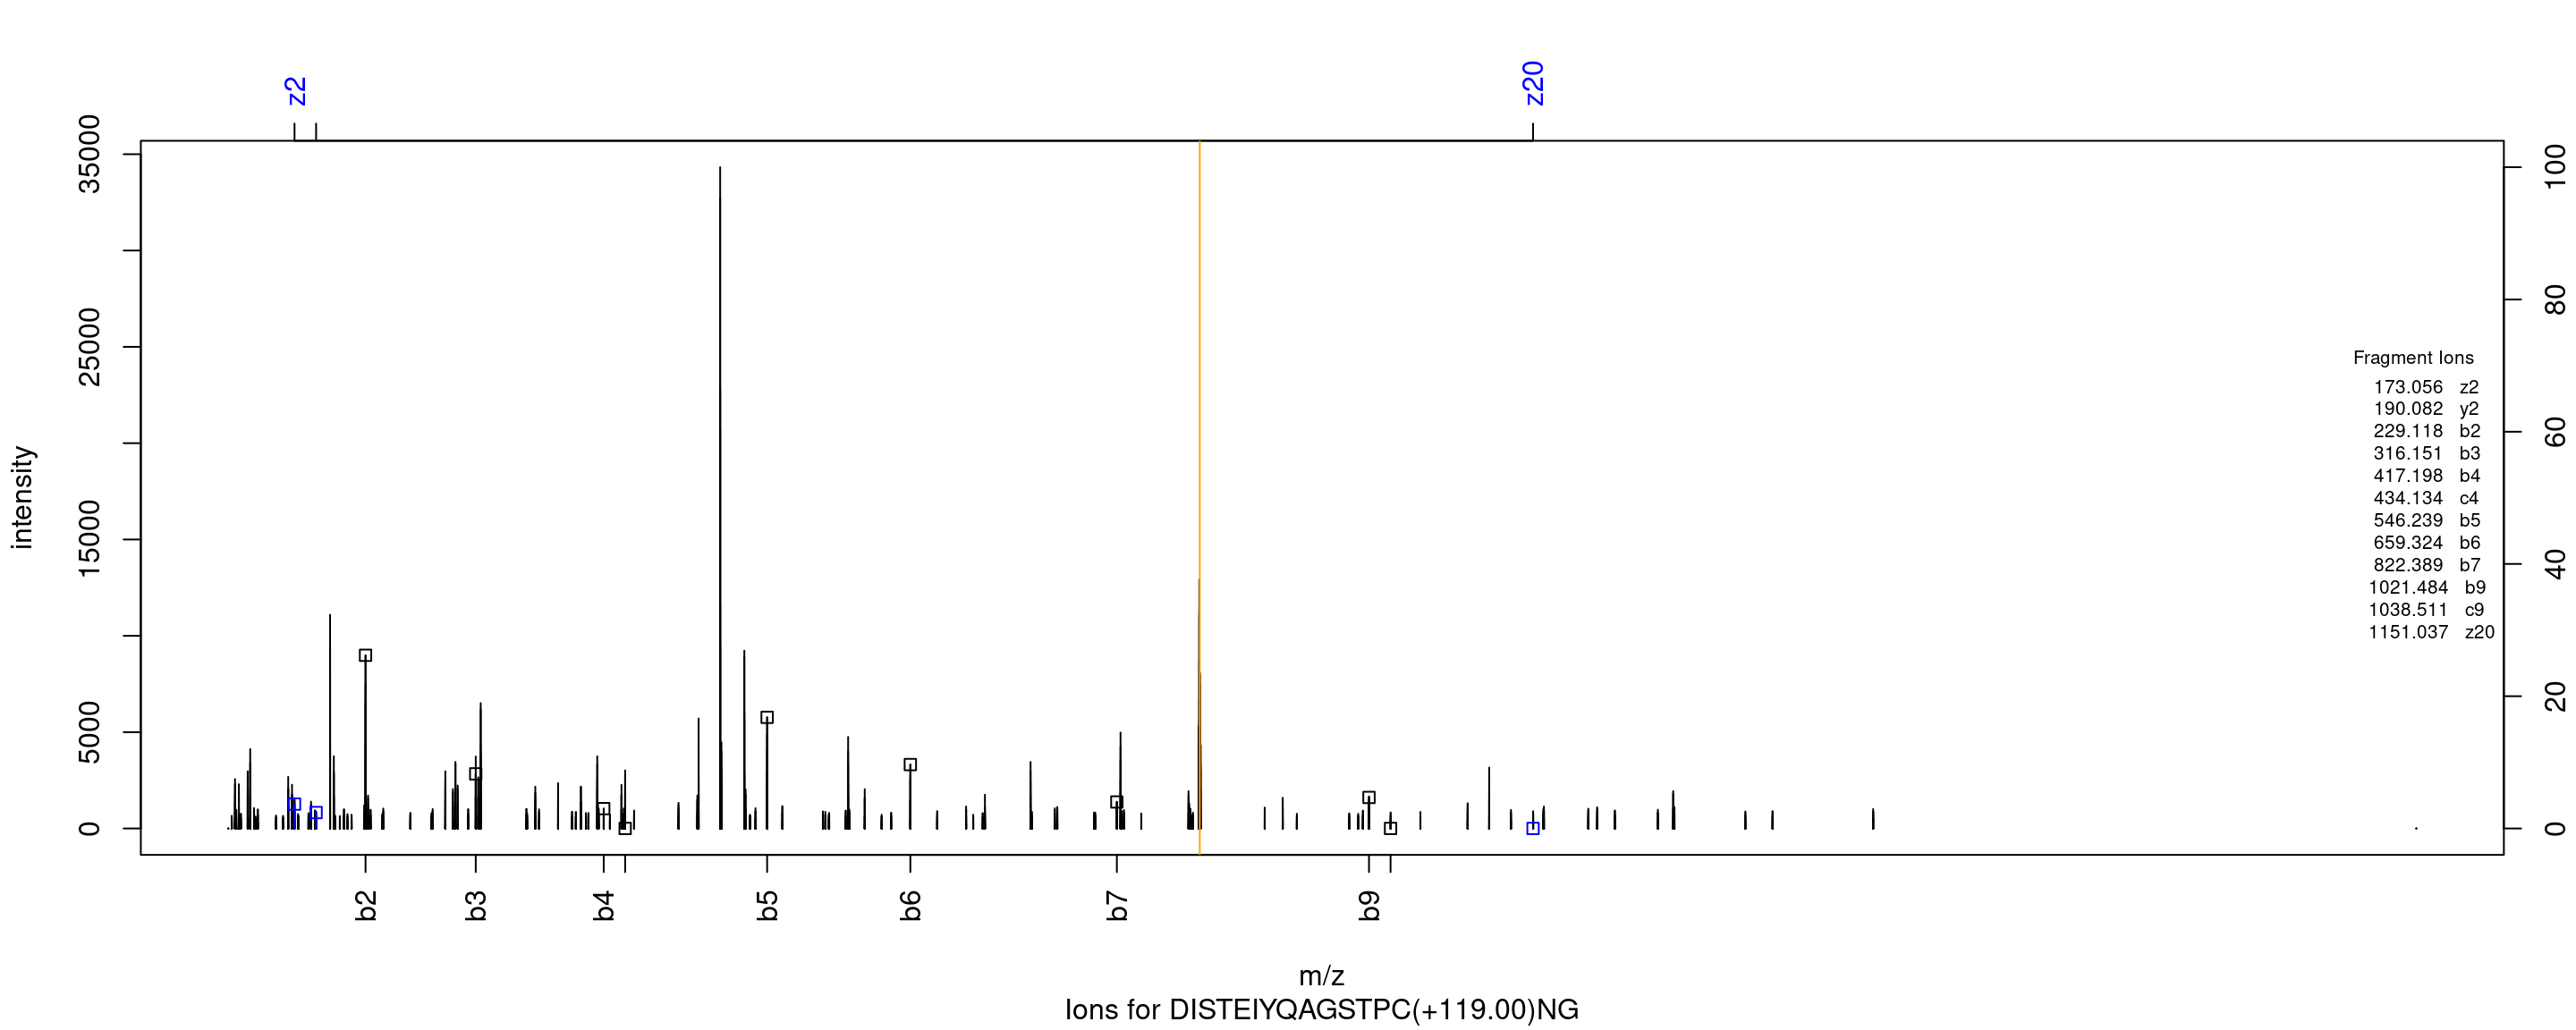 z2 z20
35000
25000
15000
5000
0
intensity
100
80
60
40
20
0
Fragment Ions
173.056 z2
190.082 y2
229.118 b2
316.151 b3
417.198 b4
434.134 c4
546.239 b5
659.324 b6
822.389 b7
1021.484 b9
1038.511 c9
1151.037 z20
b2 b3 b4 b5 b6 b7 b9
m/z
Ions for DISTEIYQAGSTPC(+119.00)NG